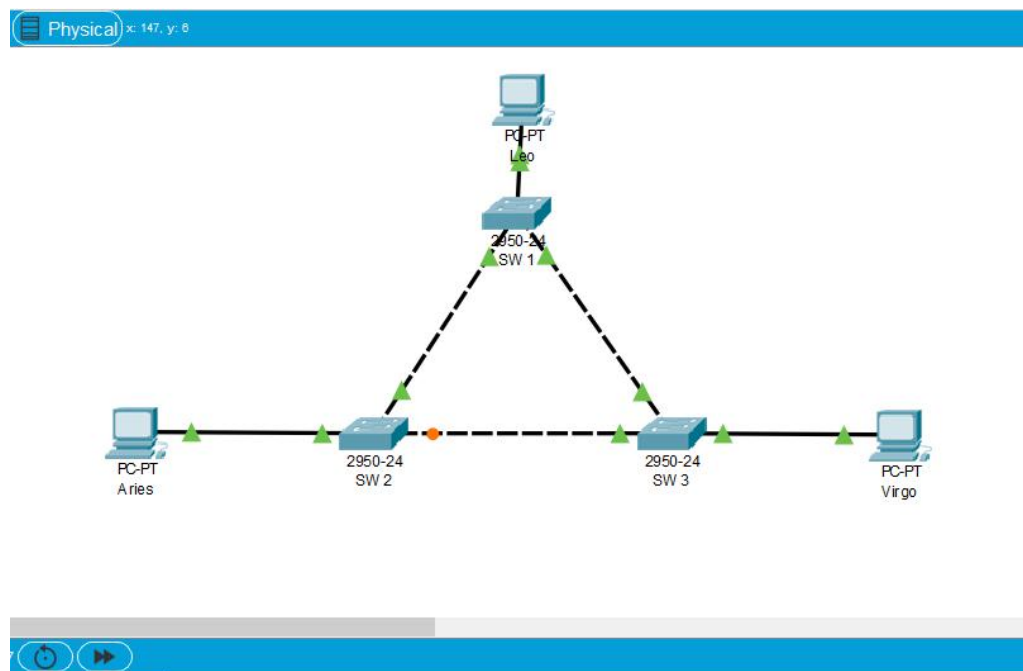 Physical x: 147, y: 6
PC-PT
Leo
2950-24
SW 1
PC-PT
Aries
2950-24
SW 2
2950-24
SW 3
PC-PT
Virgo